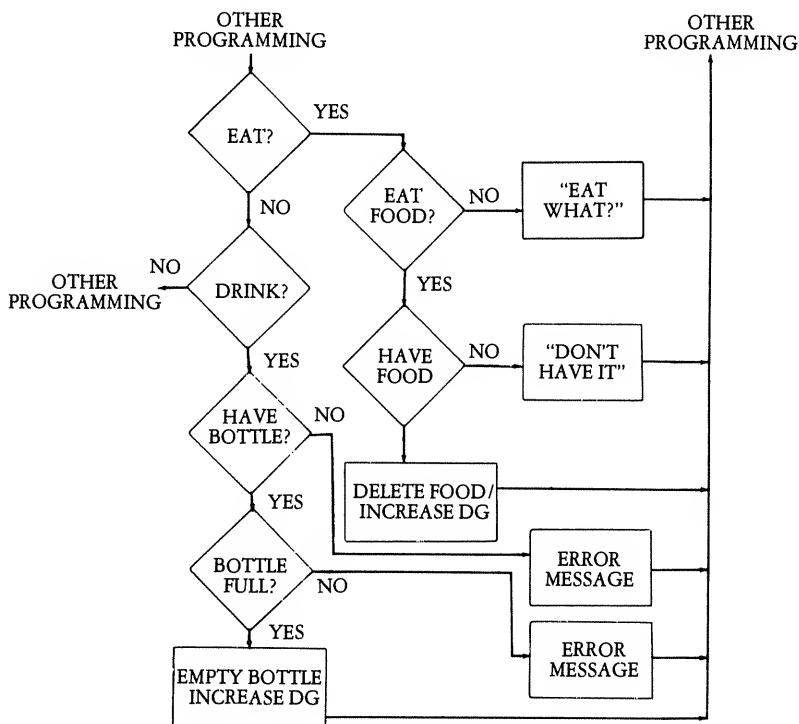 OTHER
PROGRAMMING
OTHER
PROGRAMMING
YES
EAT?
NO
EAT
FOOD?
NO
"EAT
WHAT?"
YES
NO
OTHER
PROGRAMMING
DRINK?
YES
HAVE
FOOD
NO
"DON'T
HAVE IT"
HAVE
BOTTLE?
NO
YES
DELETE FOOD/
INCREASE DG
BOTTLE
FULL?
NO
ERROR
MESSAGE
YES
ERROR
MESSAGE
EMPTY BOTTLE
INCREASE DG